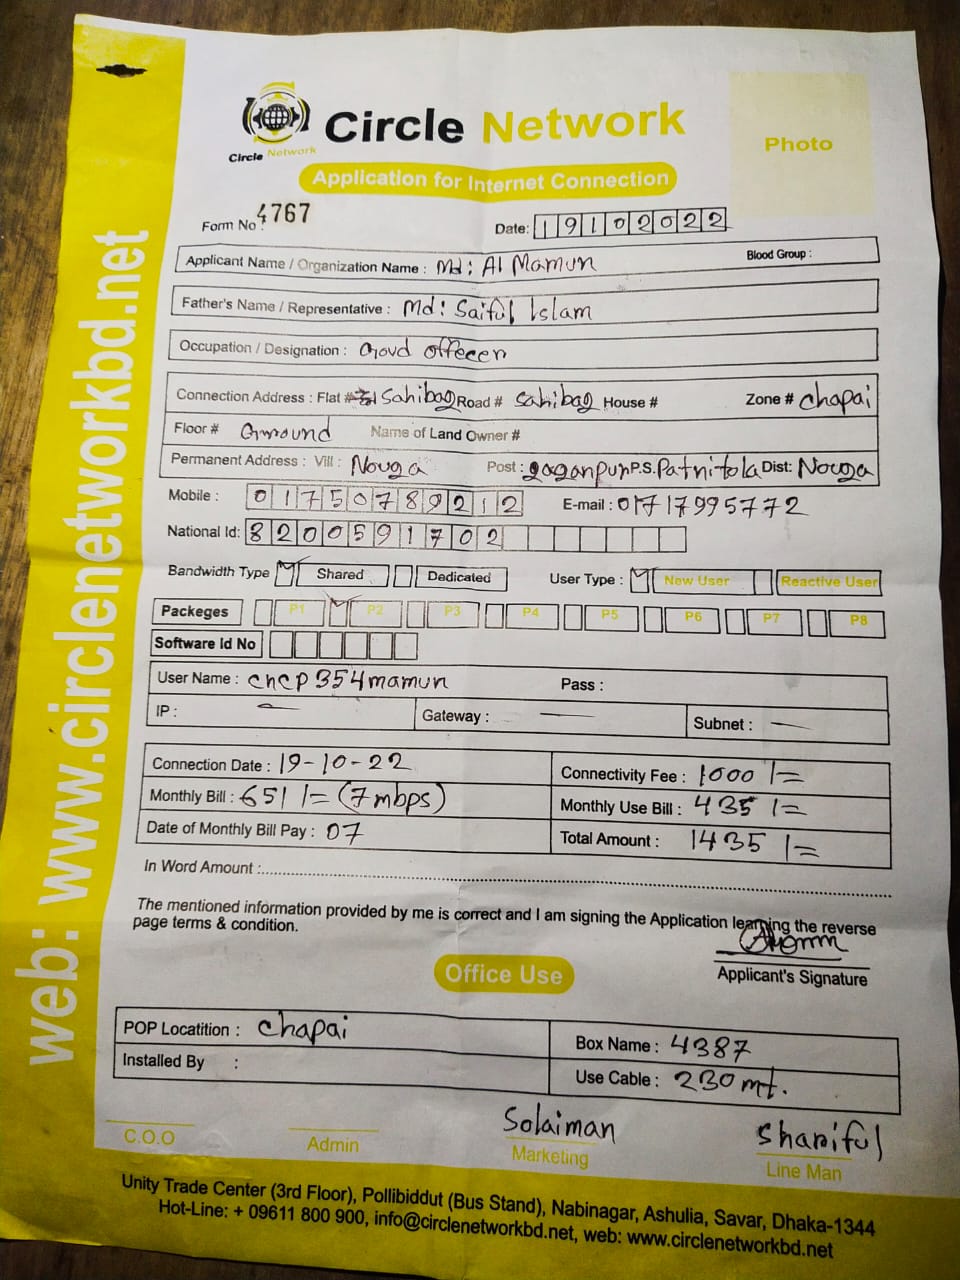 Circle Network
Circle Network
Photo
Application for Internet Connection
Form No : 4767
Date: 19102022
Applicant Name / Organization Name : Md: Al Mamun Blood Group :
Father's Name / Representative : Md: Saiful Islam
Occupation / Designation : Govd offecer
Connection Address : Flat # Sahibag Road # Sahibag House # Zone # Chapai
Floor # Ground Name of Land Owner #
Permanent Address : Vill : Nouga Post : gaganpur P.S. Patnitola Dist: Nouga
Mobile : 01750789212 E-mail : 01717995772
National Id: 8200591702
Bandwidth Type Shared Dedicated User Type : New User Reactive User
Packeges P1 P2 P3 P4 P5 P6 P7 P8
Software Id No
User Name : cncp354mamun Pass :
IP : — Gateway : — Subnet : —
Connection Date : 19-10-22 Connectivity Fee : 1000/=
Monthly Bill : 651/= (7mbps) Monthly Use Bill : 435/=
Date of Monthly Bill Pay : 07 Total Amount : 1435/=
In Word Amount :
The mentioned information provided by me is correct and I am signing the Application learning the reverse
page terms & condition.
Applicant's Signature
Office Use
POP Locatition : Chapai Box Name : 4387
Installed By : Use Cable : 230 mt.
Solaiman Shariful
C.O.O Admin Marketing Line Man
Unity Trade Center (3rd Floor), Pollibiddut (Bus Stand), Nabinagar, Ashulia, Savar, Dhaka-1344
Hot-Line: + 09611 800 900, info@circlenetworkbd.net, web: www.circlenetworkbd.net
web: www.circlenetworkbd.net